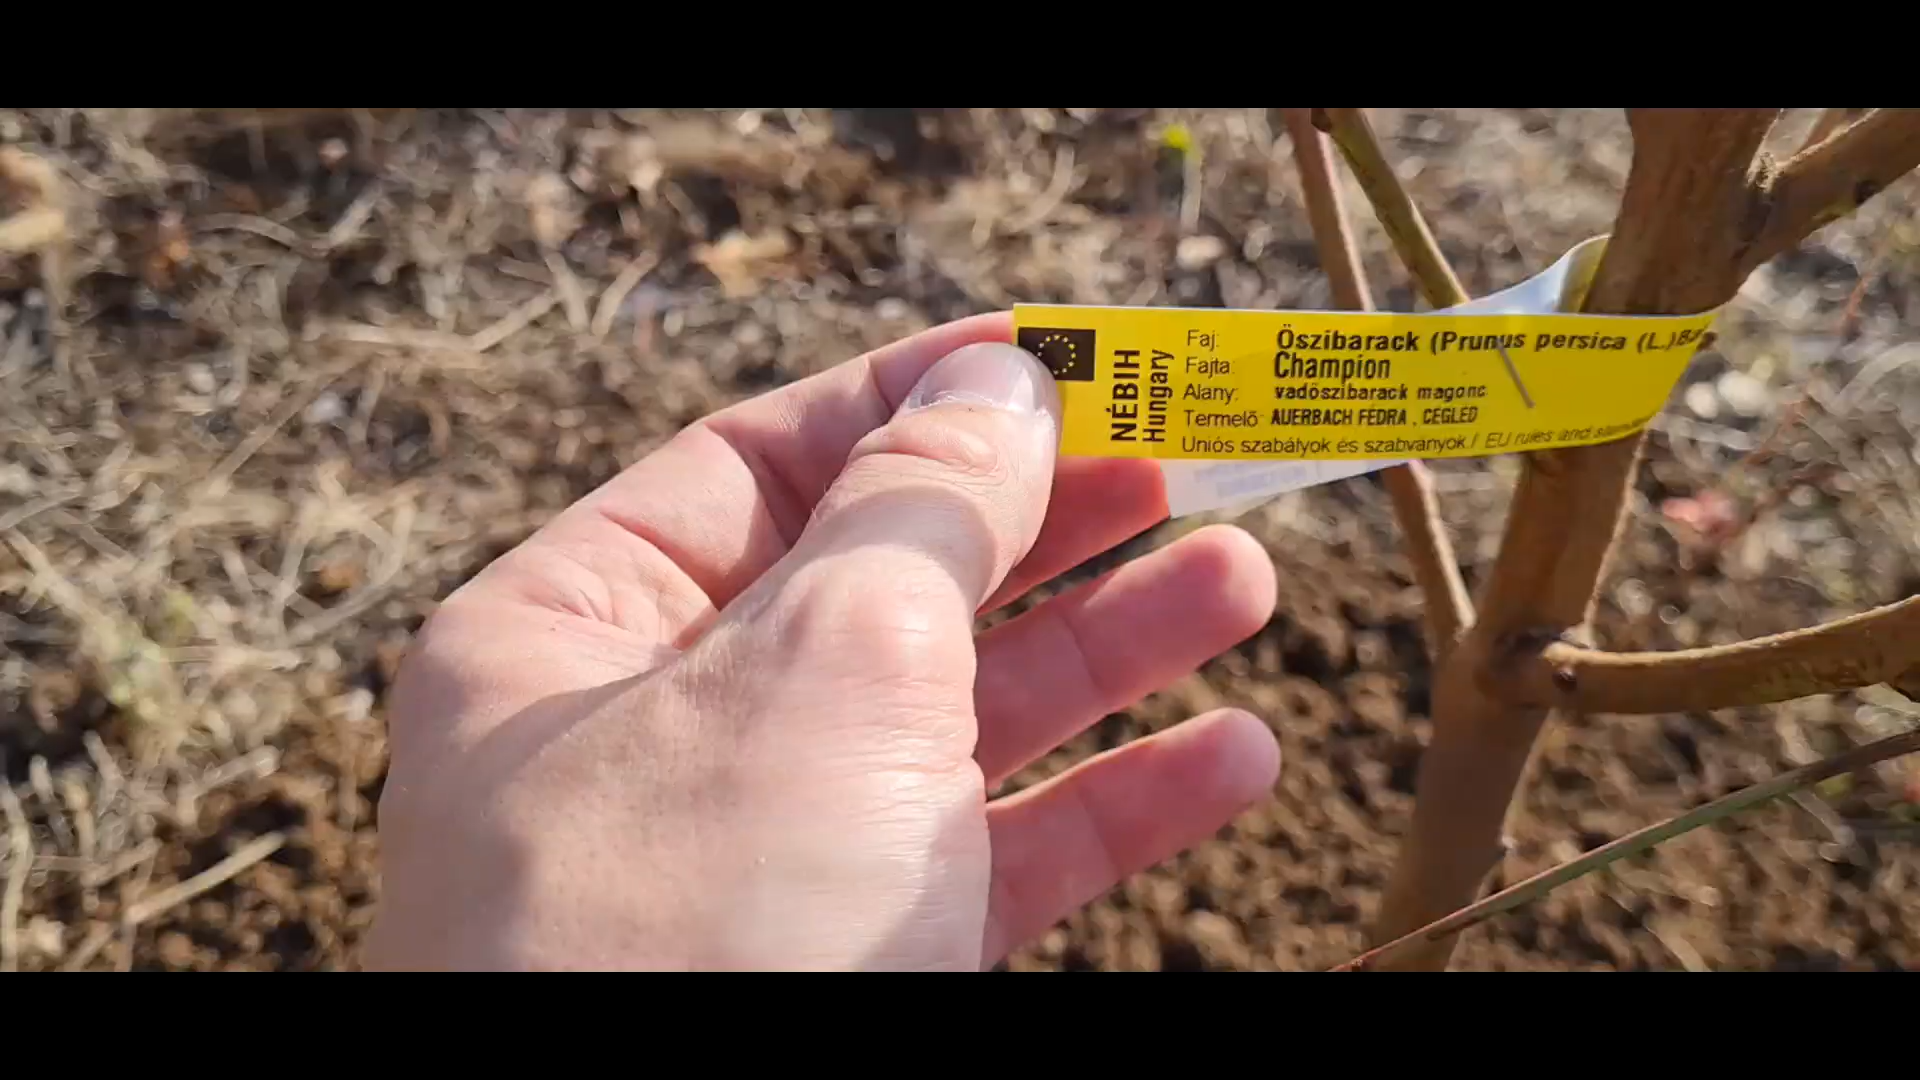 NÉBIH
Hungary
Faj: Őszibarack (Prunus persica (L.)
Fajta: Champion
Alany: vadőszibarack magonc
Termelő: AUERBACH FÉDRA , CEGLÉD
Uniós szabályok és szabványok / EU rules and